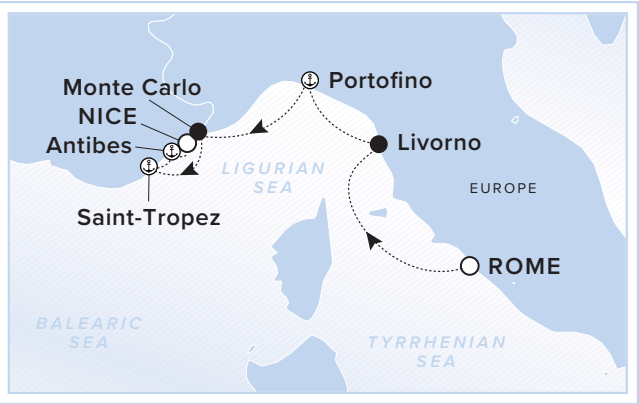 Portofino
Monte Carlo
NICE
Antibes
Livorno
LIGURIAN
SEA
EUROPE
Saint-Tropez
ROME
BALEARIC
SEA
TYRRHENIAN
SEA